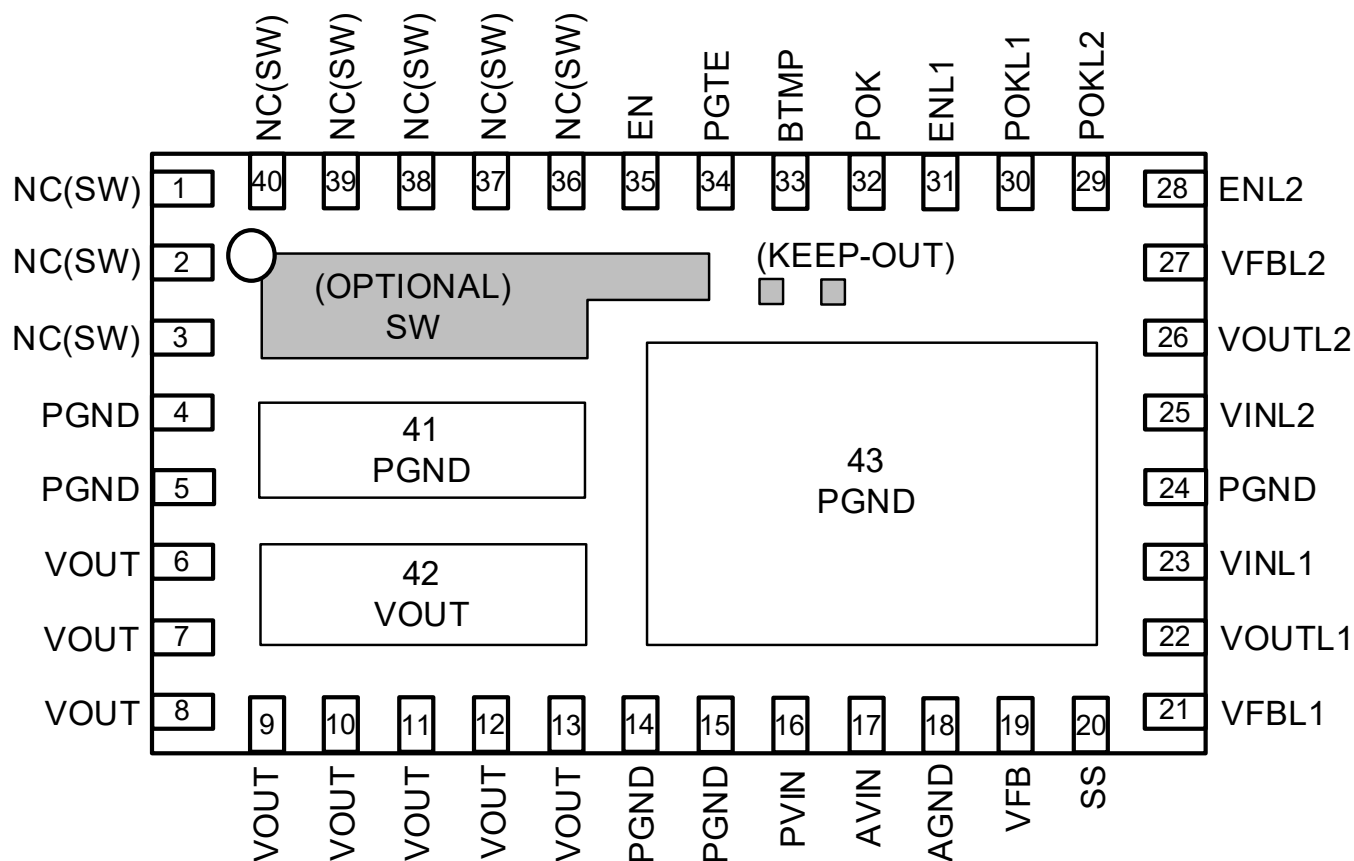 NC(SW)
NC(SW)
NC(SW)
NC(SW)
NC(SW)
EN
PGTE
BTMP
POK
ENL1
POKL1
POKL2
40
39
38
37
36
35
34
33
32
31
30
29
NC(SW)
1
28
ENL2
NC(SW)
2
27
VFBL2
(OPTIONAL)
SW
(KEEP-OUT)
NC(SW)
3
26
VOUTL2
PGND
4
25
VINL2
41
PGND
43
PGND
PGND
5
24
PGND
VOUT
6
23
VINL1
42
VOUT
VOUT
7
22
VOUTL1
VOUT
8
21
VFBL1
9
10
11
12
13
14
15
16
17
18
19
20
VOUT
VOUT
VOUT
VOUT
VOUT
PGND
PGND
PVIN
AVIN
AGND
VFB
SS